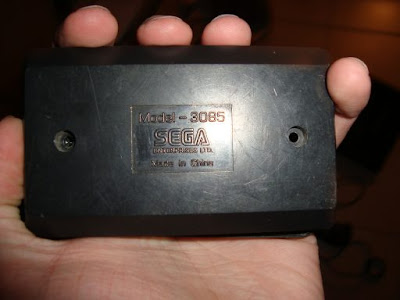 Model - 3085
SEGA
ENTERPRISES LTD.
Made in China